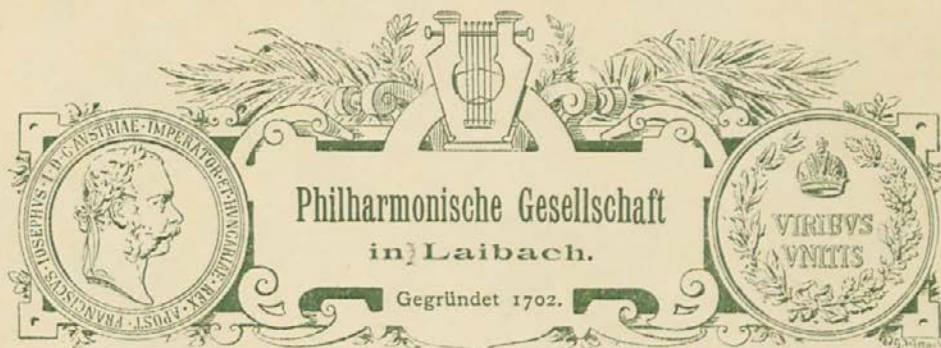 FRANCISCVS·IOSEPHVS·I·D·G·AVSTRIAE·IMPERATOR·ET·HVNGARIAE·REX·APOST·
Philharmonische Gesellschaft
in Laibach.
Gegründet 1702.
VIRIBVS
VNITIS